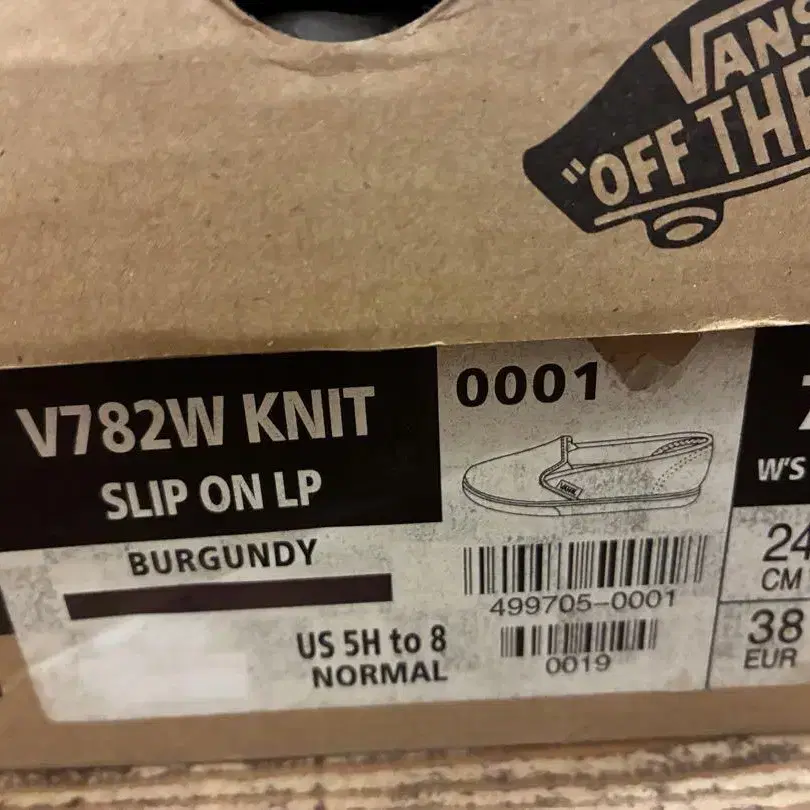 VANS
"OFF THE
V782W KNIT
SLIP ON LP
BURGUNDY
US 5H to 8
NORMAL
0001
VANS
499705-0001
0019
W'S
24
CM
38
EUR